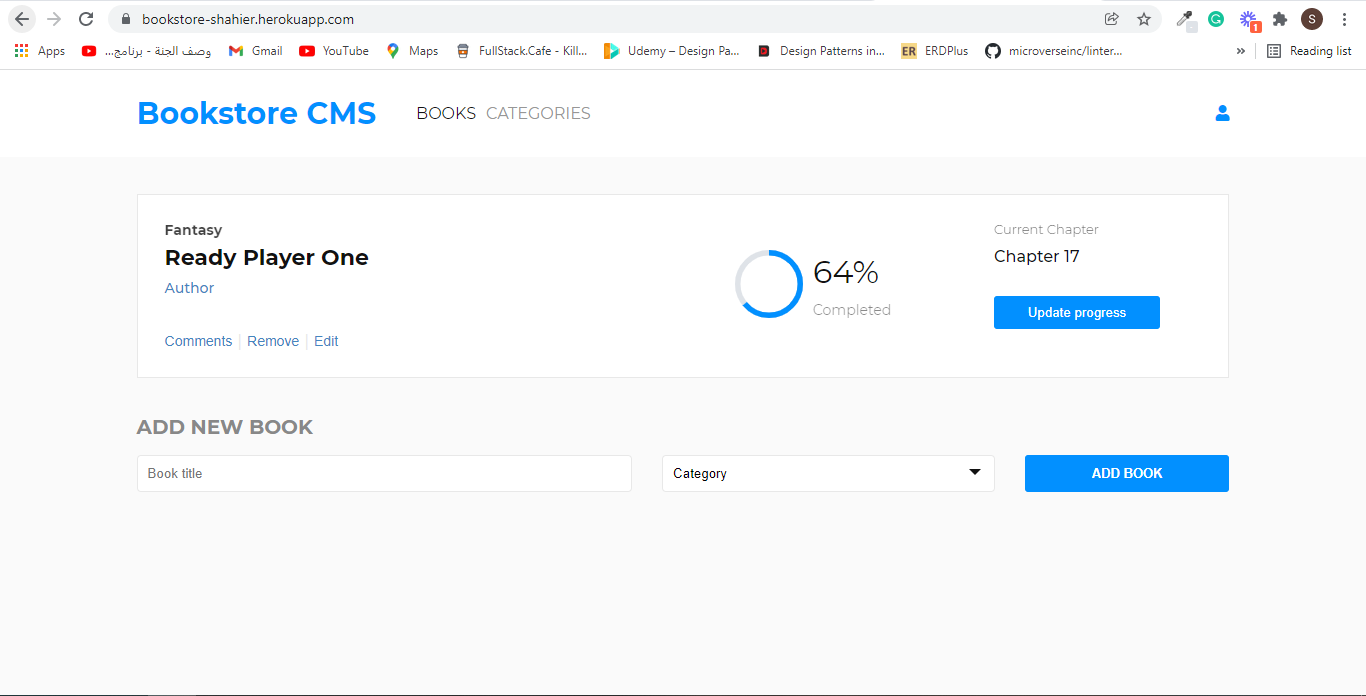 bookstore-shahier.herokuapp.com
1
S
Apps وصف الجنة - برنامج... Gmail YouTube Maps FullStack.Cafe - Kill... Udemy – Design Pa... Design Patterns in... ER ERDPlus microverseinc/linter... » Reading list
Bookstore CMS BOOKS CATEGORIES
Fantasy
Ready Player One
Author
Comments Remove Edit
64%
Completed
Current Chapter
Chapter 17
Update progress
ADD NEW BOOK
Book title Category ADD BOOK